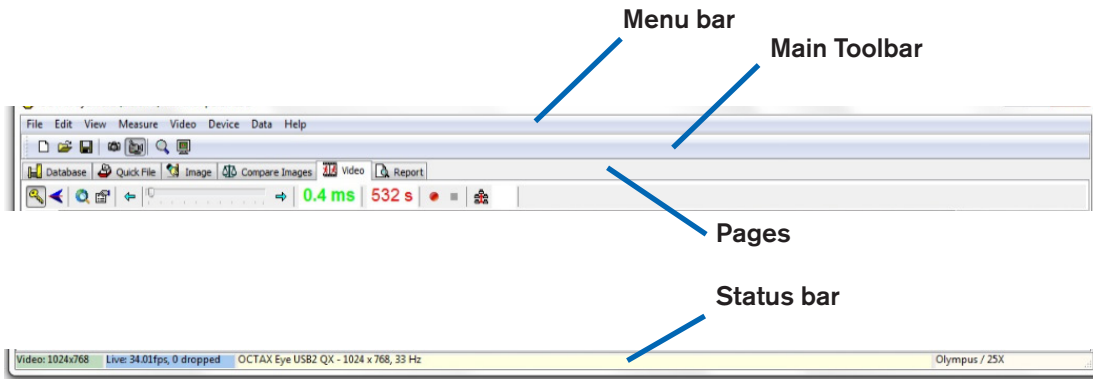 Menu bar
Main Toolbar
File Edit View Measure Video Device Data Help
Database Quick File Image Compare Images Video Report
0.4 ms 532 s
Pages
Status bar
Video: 1024x768 Live: 34.01fps, 0 dropped OCTAX Eye USB2 QX - 1024 x 768, 33 Hz Olympus / 25X